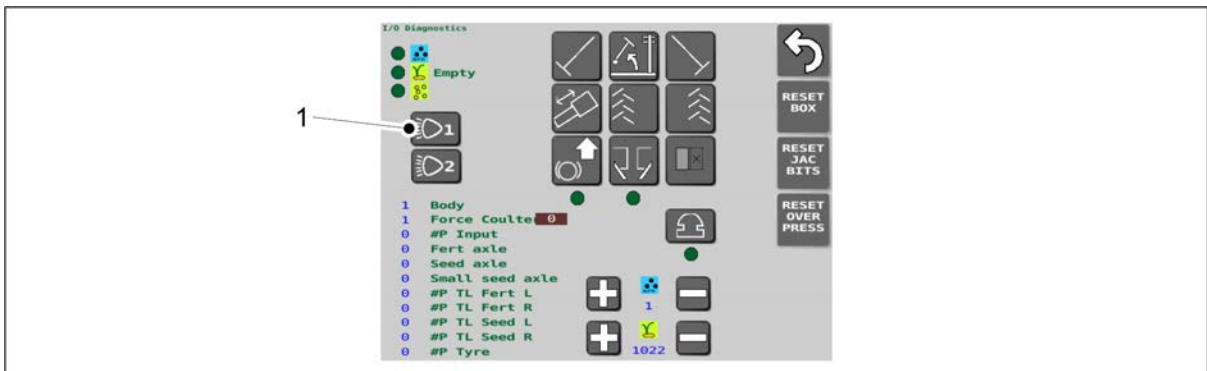 I/O Diagnostics
Empty
1
1
2
RESET
BOX
RESET
JAC
BITS
RESET
OVER
PRESS
1 Body
1 Force Coulte 0
0 #P Input
0 Fert axle
0 Seed axle
0 Small seed axle
0 #P TL Fert L
0 #P TL Fert R
0 #P TL Seed L
0 #P TL Seed R
0 #P Tyre
1
1022